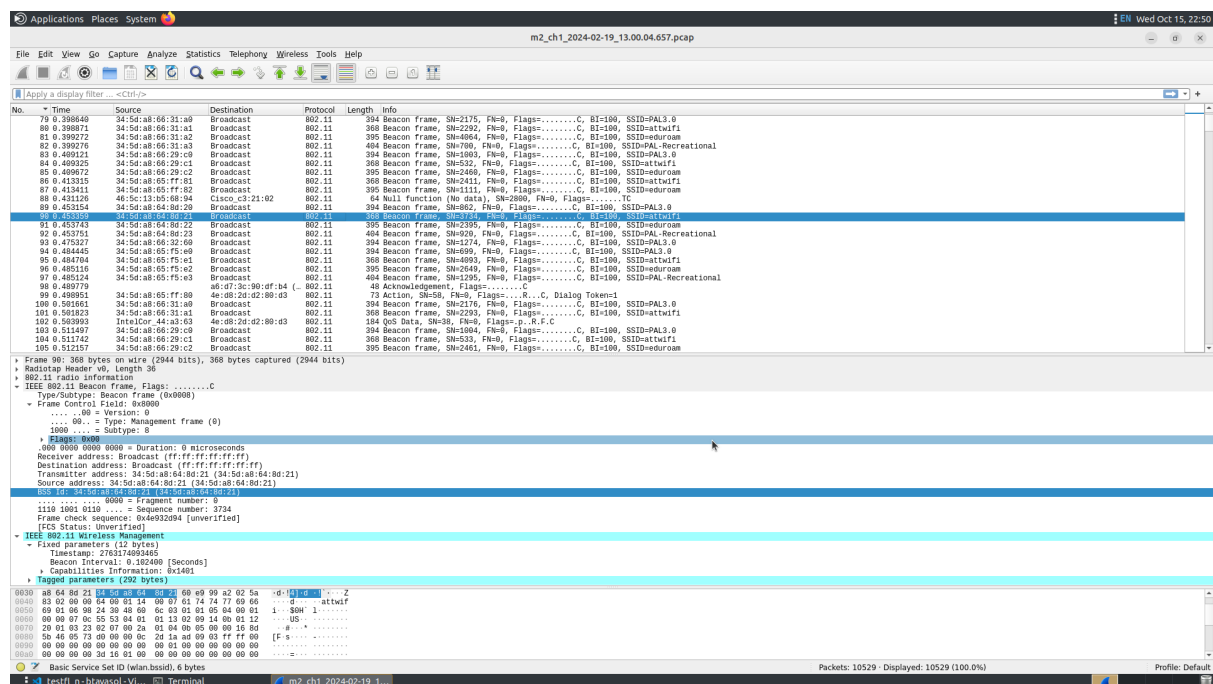 Applications Places System EN Wed Oct 15, 22:50
m2_ch1_2024-02-19_13.00.04.657.pcap
File Edit View Go Capture Analyze Statistics Telephony Wireless Tools Help
Apply a display filter ... <Ctrl-/>
No. Time Source Destination Protocol Length Info
79 0.398640 34:5d:a8:66:31:a0 Broadcast 802.11 394 Beacon frame, SN=2175, FN=0, Flags=........C, BI=100, SSID=PAL3.0
80 0.398871 34:5d:a8:66:31:a1 Broadcast 802.11 368 Beacon frame, SN=2292, FN=0, Flags=........C, BI=100, SSID=attwifi
81 0.399272 34:5d:a8:66:31:a2 Broadcast 802.11 395 Beacon frame, SN=4064, FN=0, Flags=........C, BI=100, SSID=eduroam
82 0.399276 34:5d:a8:66:31:a3 Broadcast 802.11 404 Beacon frame, SN=700, FN=0, Flags=........C, BI=100, SSID=PAL-Recreational
83 0.409121 34:5d:a8:66:29:c0 Broadcast 802.11 394 Beacon frame, SN=1003, FN=0, Flags=........C, BI=100, SSID=PAL3.0
84 0.409325 34:5d:a8:66:29:c1 Broadcast 802.11 368 Beacon frame, SN=532, FN=0, Flags=........C, BI=100, SSID=attwifi
85 0.409672 34:5d:a8:66:29:c2 Broadcast 802.11 395 Beacon frame, SN=2460, FN=0, Flags=........C, BI=100, SSID=eduroam
86 0.413315 34:5d:a8:65:ff:81 Broadcast 802.11 368 Beacon frame, SN=2411, FN=0, Flags=........C, BI=100, SSID=attwifi
87 0.413411 34:5d:a8:65:ff:82 Broadcast 802.11 395 Beacon frame, SN=1111, FN=0, Flags=........C, BI=100, SSID=eduroam
88 0.431126 46:5c:13:b5:68:94 Cisco_c3:21:02 802.11 64 Null function (No data), SN=2800, FN=0, Flags=.......TC
89 0.453154 34:5d:a8:64:8d:20 Broadcast 802.11 394 Beacon frame, SN=862, FN=0, Flags=........C, BI=100, SSID=PAL3.0
90 0.453359 34:5d:a8:64:8d:21 Broadcast 802.11 368 Beacon frame, SN=3734, FN=0, Flags=........C, BI=100, SSID=attwifi
91 0.453743 34:5d:a8:64:8d:22 Broadcast 802.11 395 Beacon frame, SN=2395, FN=0, Flags=........C, BI=100, SSID=eduroam
92 0.453751 34:5d:a8:64:8d:23 Broadcast 802.11 404 Beacon frame, SN=920, FN=0, Flags=........C, BI=100, SSID=PAL-Recreational
93 0.475327 34:5d:a8:66:32:60 Broadcast 802.11 394 Beacon frame, SN=1274, FN=0, Flags=........C, BI=100, SSID=PAL3.0
94 0.484445 34:5d:a8:65:f5:e0 Broadcast 802.11 394 Beacon frame, SN=699, FN=0, Flags=........C, BI=100, SSID=PAL3.0
95 0.484707 34:5d:a8:65:f5:e1 Broadcast 802.11 368 Beacon frame, SN=4093, FN=0, Flags=........C, BI=100, SSID=attwifi
96 0.485116 34:5d:a8:65:f5:e2 Broadcast 802.11 395 Beacon frame, SN=2649, FN=0, Flags=........C, BI=100, SSID=eduroam
97 0.485124 34:5d:a8:65:f5:e3 Broadcast 802.11 404 Beacon frame, SN=1295, FN=0, Flags=........C, BI=100, SSID=PAL-Recreational
98 0.489779 a6:d7:3c:90:df:b4 (… 802.11 48 Acknowledgement, Flags=........C
99 0.498951 34:5d:a8:65:ff:80 4e:d8:2d:d2:80:d3 802.11 73 Action, SN=58, FN=0, Flags=....R...C, Dialog Token=1
100 0.501661 34:5d:a8:66:31:a0 Broadcast 802.11 394 Beacon frame, SN=2176, FN=0, Flags=........C, BI=100, SSID=PAL3.0
101 0.501823 34:5d:a8:66:31:a1 Broadcast 802.11 368 Beacon frame, SN=2293, FN=0, Flags=........C, BI=100, SSID=attwifi
102 0.503993 IntelCor_44:a3:63 4e:d8:2d:d2:80:d3 802.11 184 QoS Data, SN=38, FN=0, Flags=.p..R.F.C
103 0.511497 34:5d:a8:66:29:c0 Broadcast 802.11 394 Beacon frame, SN=1004, FN=0, Flags=........C, BI=100, SSID=PAL3.0
104 0.511742 34:5d:a8:66:29:c1 Broadcast 802.11 368 Beacon frame, SN=533, FN=0, Flags=........C, BI=100, SSID=attwifi
105 0.512157 34:5d:a8:66:29:c2 Broadcast 802.11 395 Beacon frame, SN=2461, FN=0, Flags=........C, BI=100, SSID=eduroam
Frame 90: 368 bytes on wire (2944 bits), 368 bytes captured (2944 bits)
Radiotap Header v0, Length 36
802.11 radio information
IEEE 802.11 Beacon frame, Flags: ........C
Type/Subtype: Beacon frame (0x0008)
Frame Control Field: 0x8000
.... ..00 = Version: 0
.... 00.. = Type: Management frame (0)
1000 .... = Subtype: 8
Flags: 0x00
.000 0000 0000 0000 = Duration: 0 microseconds
Receiver address: Broadcast (ff:ff:ff:ff:ff:ff)
Destination address: Broadcast (ff:ff:ff:ff:ff:ff)
Transmitter address: 34:5d:a8:64:8d:21 (34:5d:a8:64:8d:21)
Source address: 34:5d:a8:64:8d:21 (34:5d:a8:64:8d:21)
BSS Id: 34:5d:a8:64:8d:21 (34:5d:a8:64:8d:21)
.... .... .... 0000 = Fragment number: 0
1110 1001 0110 .... = Sequence number: 3734
Frame check sequence: 0x4e932d94 [unverified]
[FCS Status: Unverified]
IEEE 802.11 Wireless Management
Fixed parameters (12 bytes)
Timestamp: 2763174093465
Beacon Interval: 0.102400 [Seconds]
Capabilities Information: 0x1401
Tagged parameters (292 bytes)
0030 a8 64 8d 21 34 5d a8 64 8d 21 60 e9 99 a2 02 5a ·d·!4]·d ·!`····Z
0040 83 02 00 00 64 00 01 14 00 07 61 74 74 77 69 66 ····d··· ··attwif
0050 69 01 06 98 24 30 48 60 6c 03 01 01 05 04 00 01 i···$0H` l·······
0060 00 00 07 0c 55 53 04 01 01 13 02 09 14 0b 01 12 ····US·· ········
0070 20 01 03 23 02 07 00 2a 01 04 0b 05 00 00 16 8d
0080 5b 46 05 73 d0 00 00 0c 2d 1a ad 09 03 ff ff 00 [F·s···· -·······
0090 00 00 00 00 00 00 00 00 00 01 00 00 00 00 00 00
00a0 00 00 00 00 3d 16 01 00 00 00 00 00 00 00 00 00 ····=··· ········
Basic Service Set ID (wlan.bssid), 6 bytes Packets: 10529 · Displayed: 10529 (100.0%) Profile: Default
Terminal m2_ch1_2024-02-19_1...